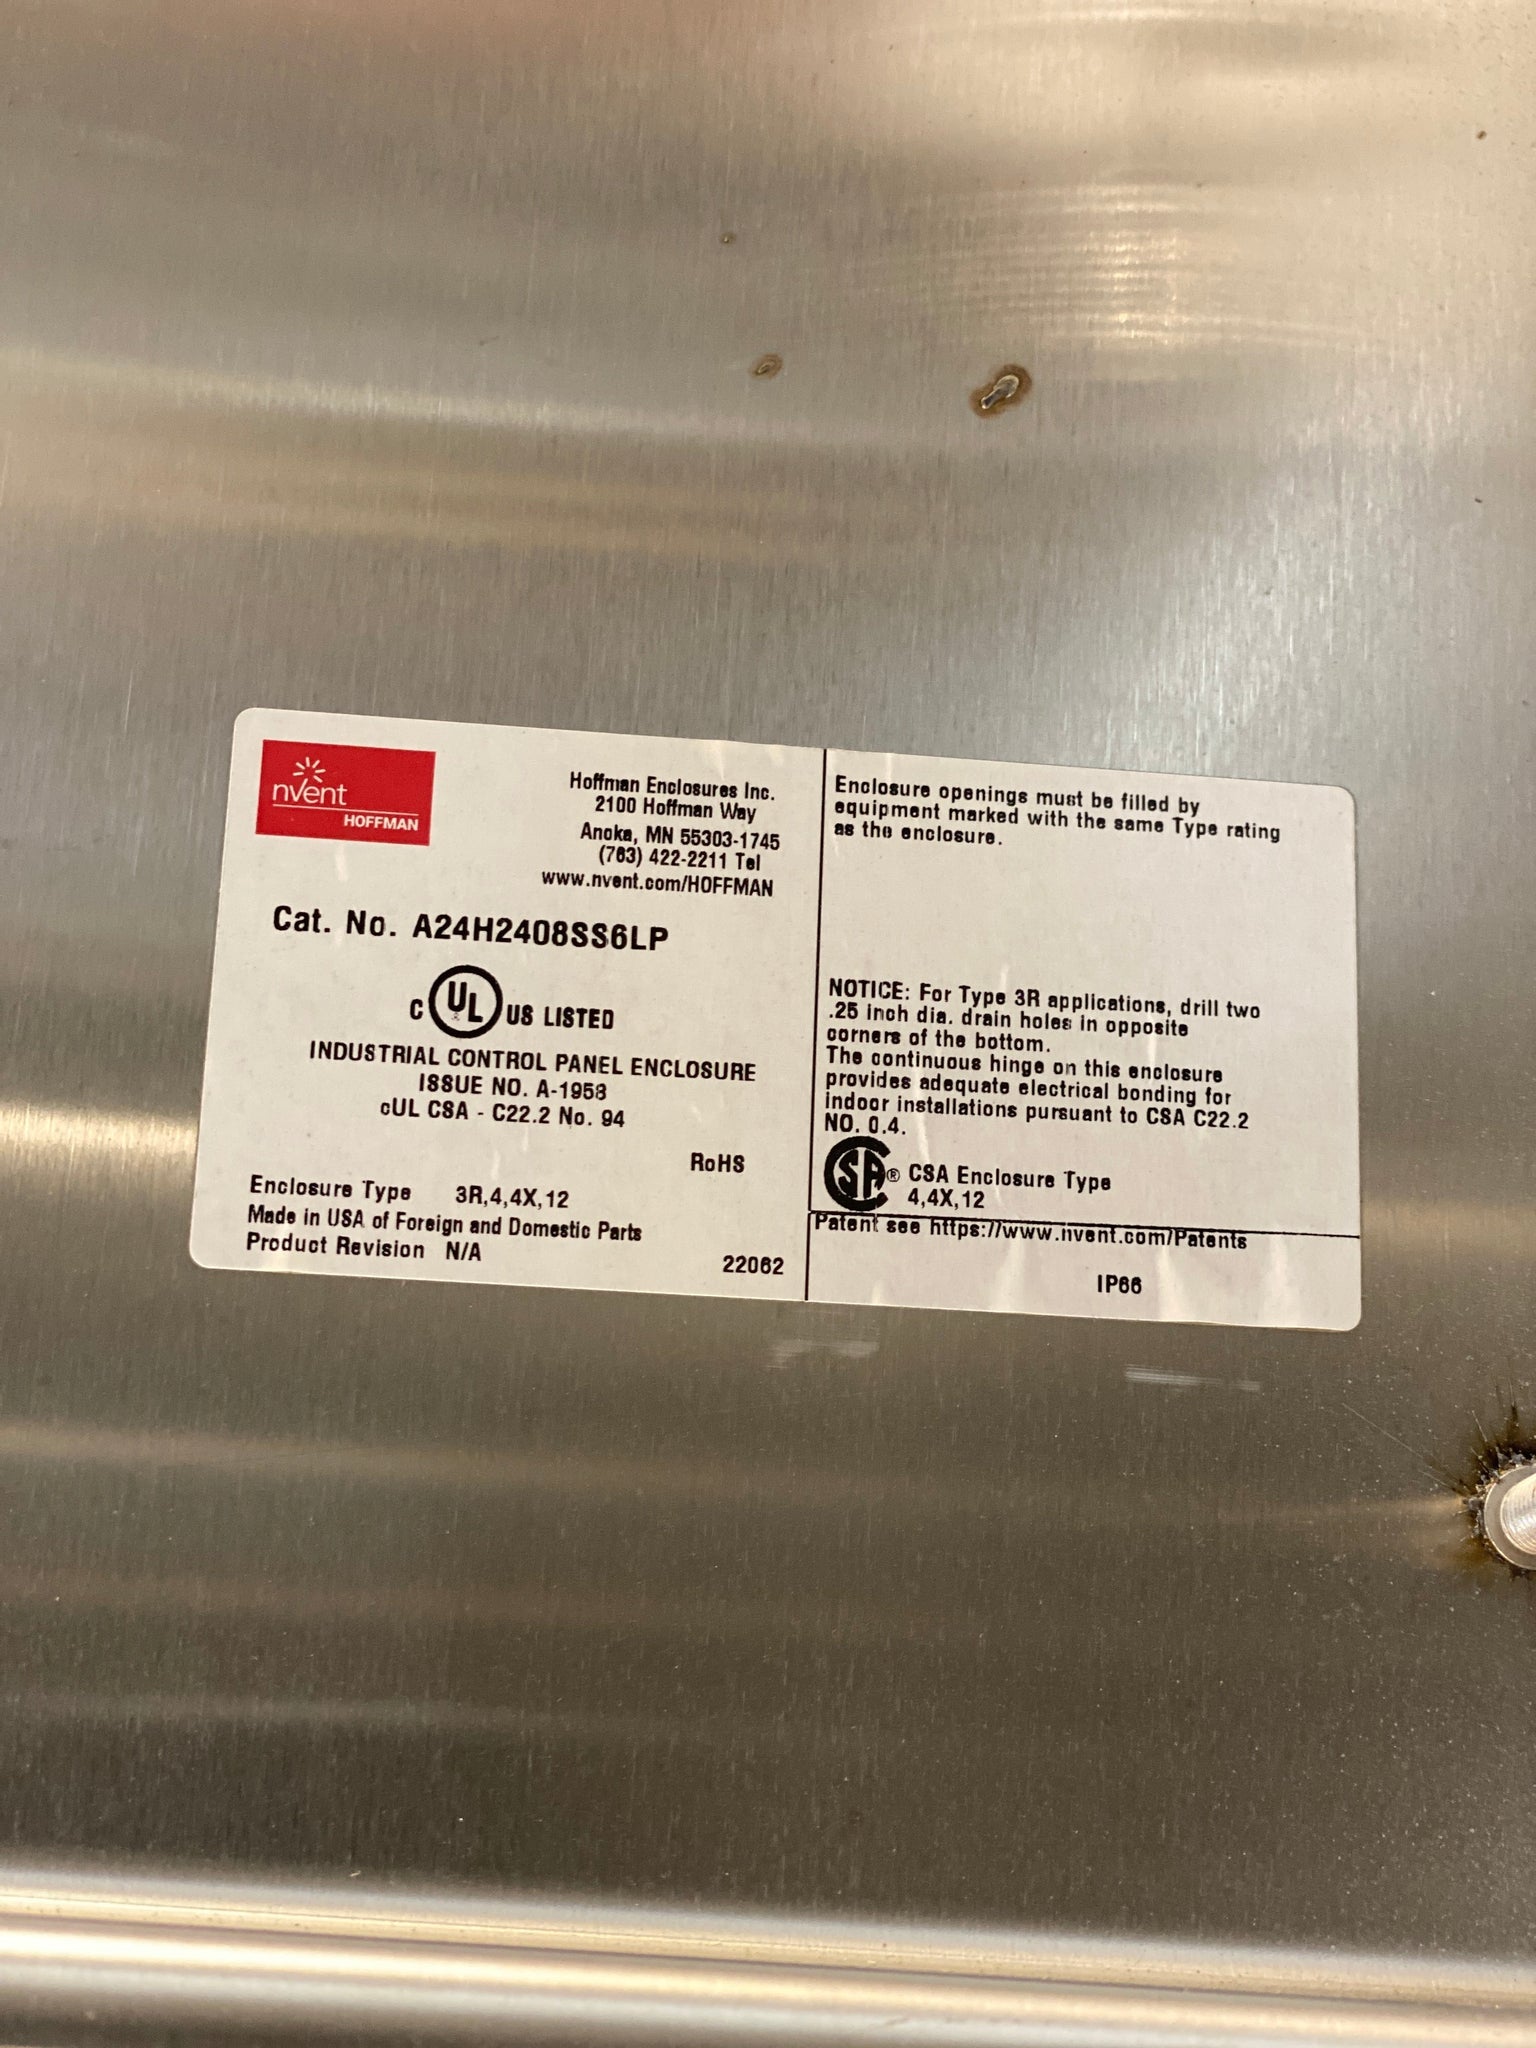 nVent
HOFFMAN
Hoffman Enclosures Inc.
2100 Hoffman Way
Anoka, MN 55303-1745
(763) 422-2211 Tel
www.nvent.com/HOFFMAN
Cat. No. A24H2408SS6LP
C UL US LISTED
INDUSTRIAL CONTROL PANEL ENCLOSURE
ISSUE NO. A-1958
cUL CSA - C22.2 No. 94
RoHS
Enclosure Type 3R,4,4X,12
Made in USA of Foreign and Domestic Parts
Product Revision N/A
22062
Enclosure openings must be filled by
equipment marked with the same Type rating
as the enclosure.
NOTICE: For Type 3R applications, drill two
.25 inch dia. drain holes in opposite
corners of the bottom.
The continuous hinge on this enclosure
provides adequate electrical bonding for
indoor installations pursuant to CSA C22.2
NO. 0.4.
SA® CSA Enclosure Type
4,4X,12
Patent see https://www.nvent.com/Patents
IP66